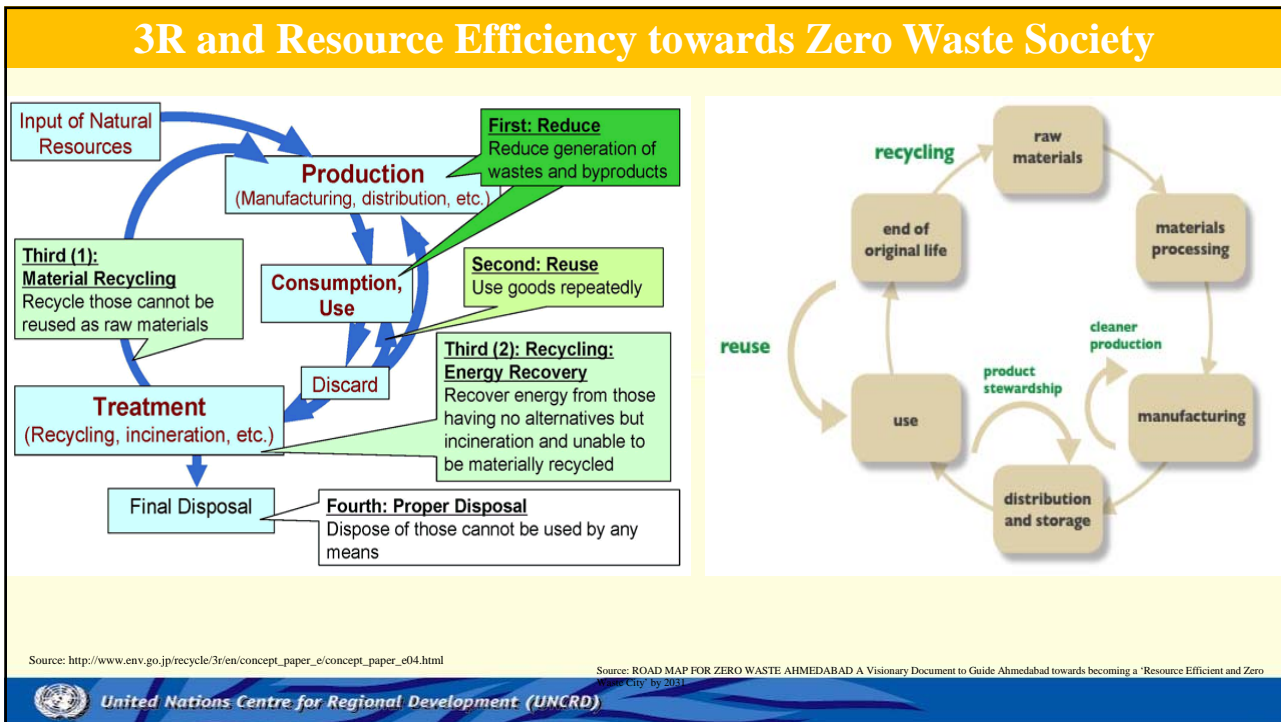 3R and Resource Efficiency towards Zero Waste Society
Input of Natural
Resources
Production
(Manufacturing, distribution, etc.)
First: Reduce
Reduce generation of
wastes and byproducts
Third (1):
Material Recycling
Recycle those cannot be
reused as raw materials
Consumption,
Use
Second: Reuse
Use goods repeatedly
Discard
Third (2): Recycling:
Energy Recovery
Recover energy from those
having no alternatives but
incineration and unable to
be materially recycled
Treatment
(Recycling, incineration, etc.)
Final Disposal
Fourth: Proper Disposal
Dispose of those cannot be used by any
means
raw
materials
recycling
end of
original life
materials
processing
reuse
cleaner
production
product
stewardship
use
manufacturing
distribution
and storage
Source: http://www.env.go.jp/recycle/3r/en/concept_paper_e/concept_paper_e04.html
Source: ROAD MAP FOR ZERO WASTE AHMEDABAD A Visionary Document to Guide Ahmedabad towards becoming a ‘Resource Efficient and Zero
Waste City’ by 2031
United Nations Centre for Regional Development (UNCRD)